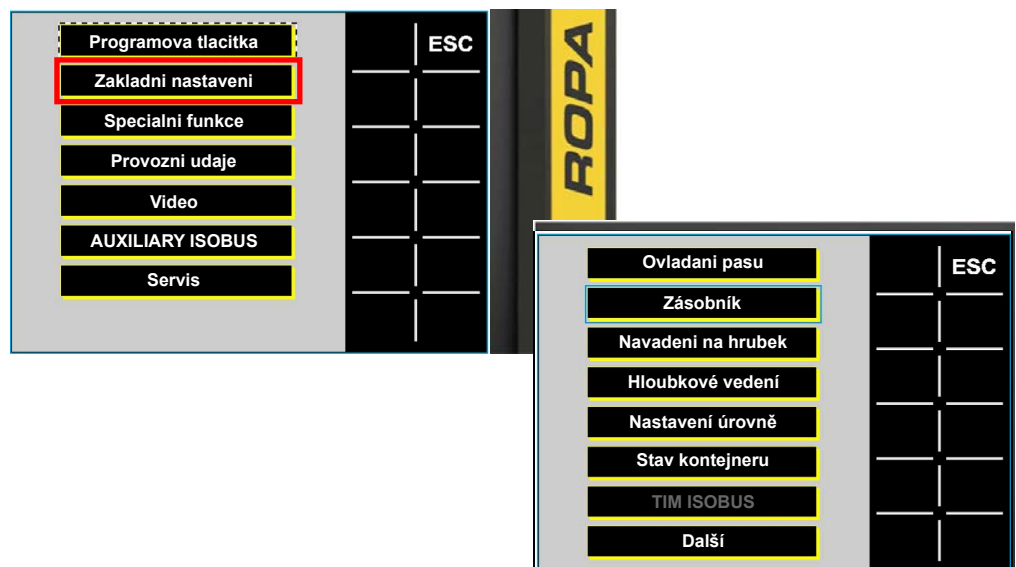 Programova tlacitka
ESC
Zakladni nastaveni
Specialni funkce
Provozni udaje
Video
AUXILIARY ISOBUS
Servis
ROPA
Ovladani pasu
ESC
Zásobník
Navadeni na hrubek
Hloubkové vedení
Nastavení úrovně
Stav kontejneru
TIM ISOBUS
Další